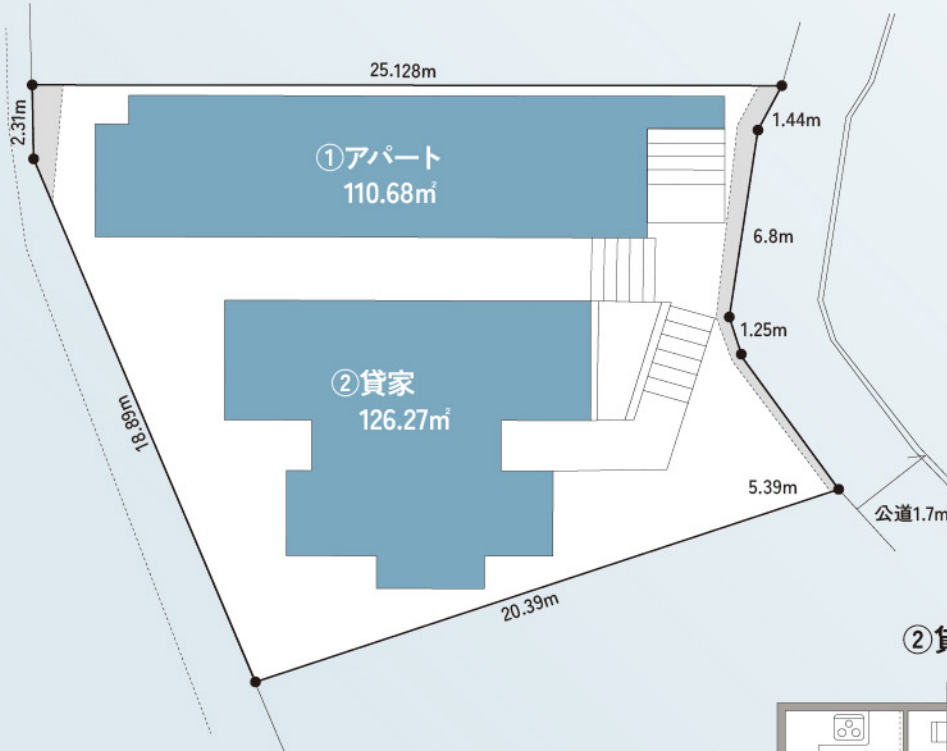 25.128m
2.31m
1.44m
①アパート
110.68㎡
6.8m
1.25m
②貸家
126.27㎡
18.89m
5.39m
公道1.7m
20.39m
②貸